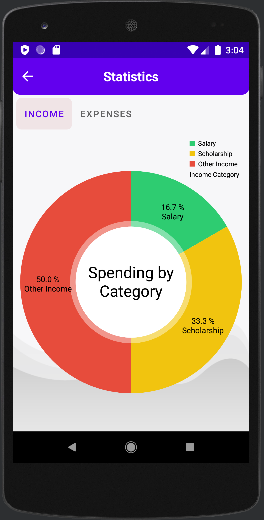 3:04
Statistics
INCOME EXPENSES
Salary
Scholarship
Other Income
Income Category
16.7 %
Salary
50.0 %
Other Income
Spending by
Category
33.3 %
Scholarship